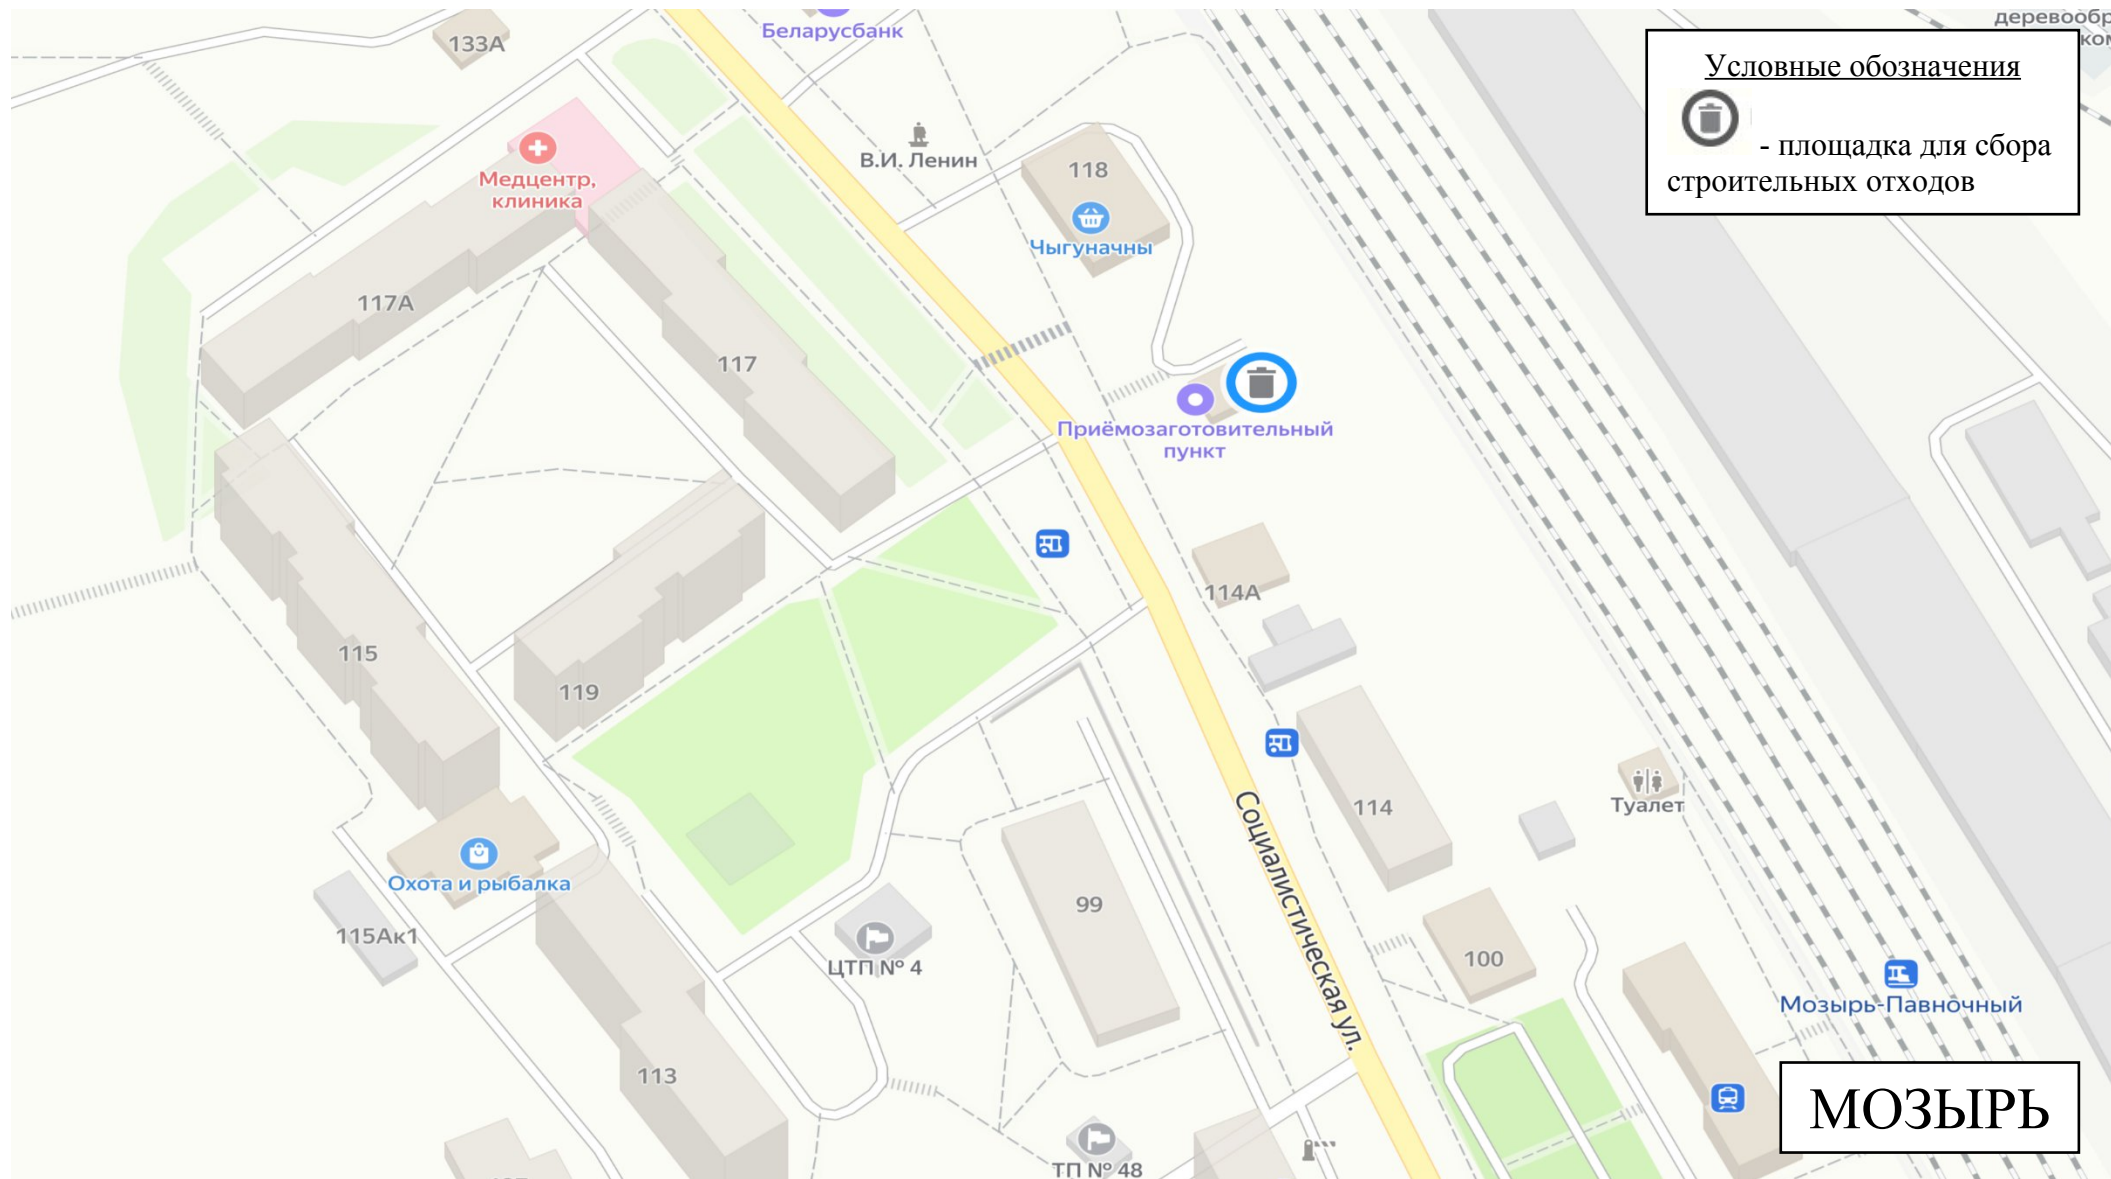 Беларусбанк
133А
деревообр
ком
Условные обозначения
- площадка для сбора
строительных отходов
В.И. Ленин
118
Медцентр,
клиника
Чыгуначны
117А
117
Приёмозаготовительный
пункт
114А
115
119
Туалет
114
Социалистическая ул.
Охота и рыбалка
99
115Ак1
ЦТП № 4
100
Мозырь-Павночный
113
МОЗЫРЬ
ТП № 48